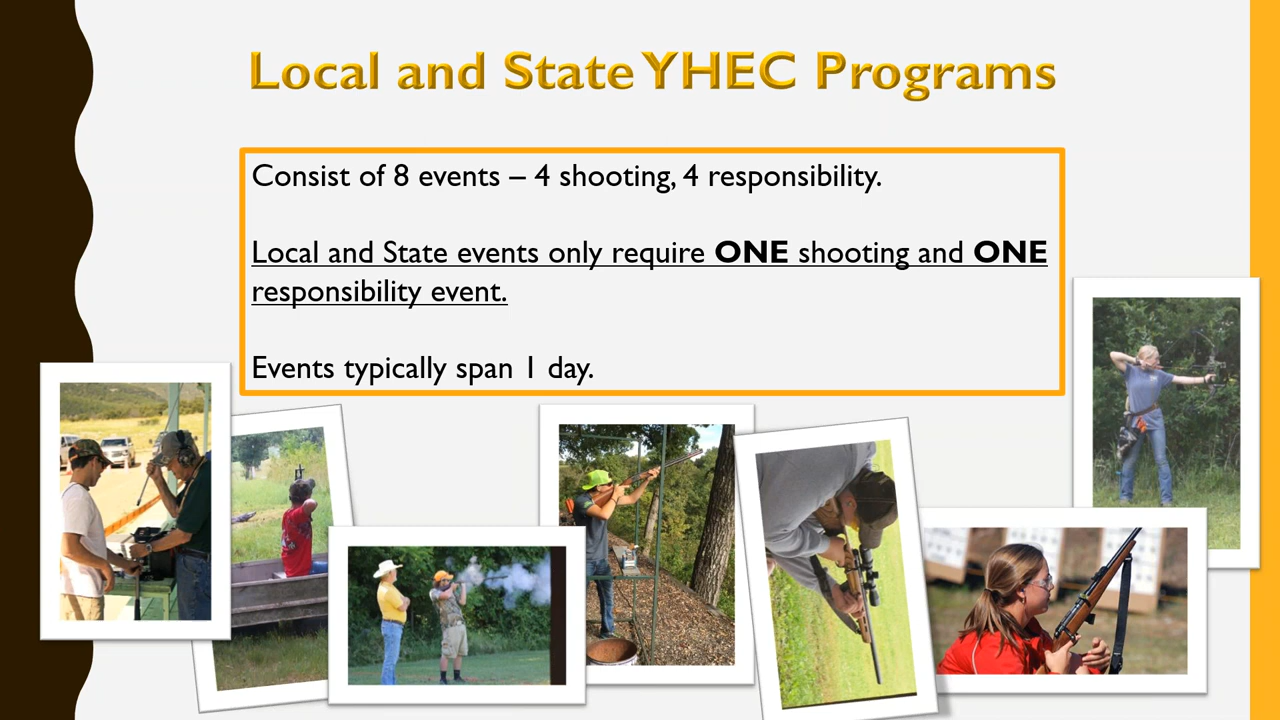 Local and State YHEC Programs
Consist of 8 events – 4 shooting, 4 responsibility.
Local and State events only require ONE shooting and ONE
responsibility event.
Events typically span 1 day.